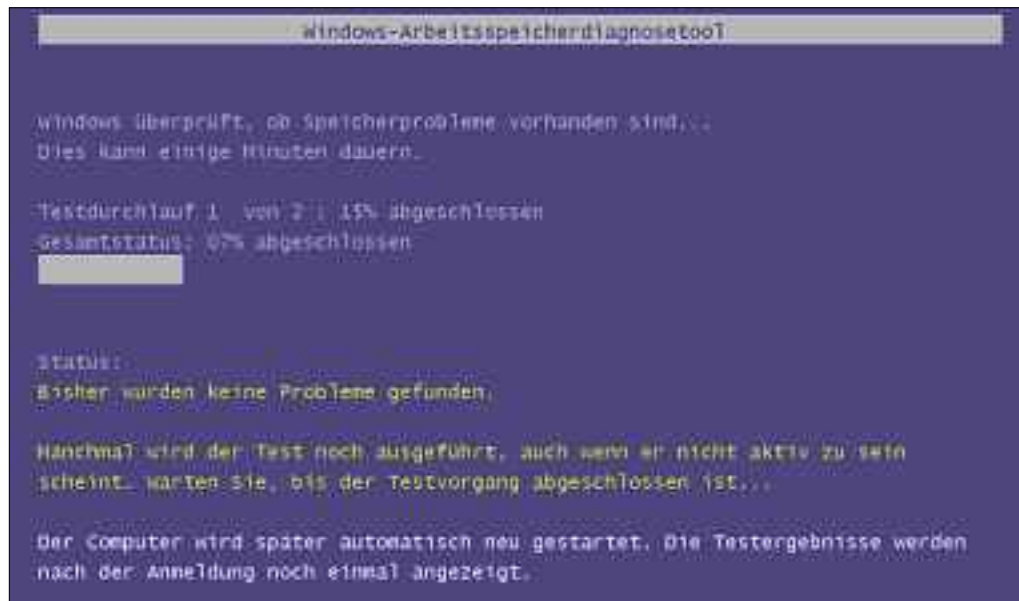 Windows-Arbeitsspeicherdiagnosetool
Windows überprüft, ob Speicherprobleme vorhanden sind...
Dies kann einige Minuten dauern.
Testdurchlauf 1 von 2 : 15% abgeschlossen
Gesamtstatus: 07% abgeschlossen
Status:
Bisher wurden keine Probleme gefunden.
Manchmal wird der Test noch ausgeführt, auch wenn er nicht aktiv zu sein
scheint. Warten Sie, bis der Testvorgang abgeschlossen ist...
Der Computer wird später automatisch neu gestartet. Die Testergebnisse werden
nach der Anmeldung noch einmal angezeigt.